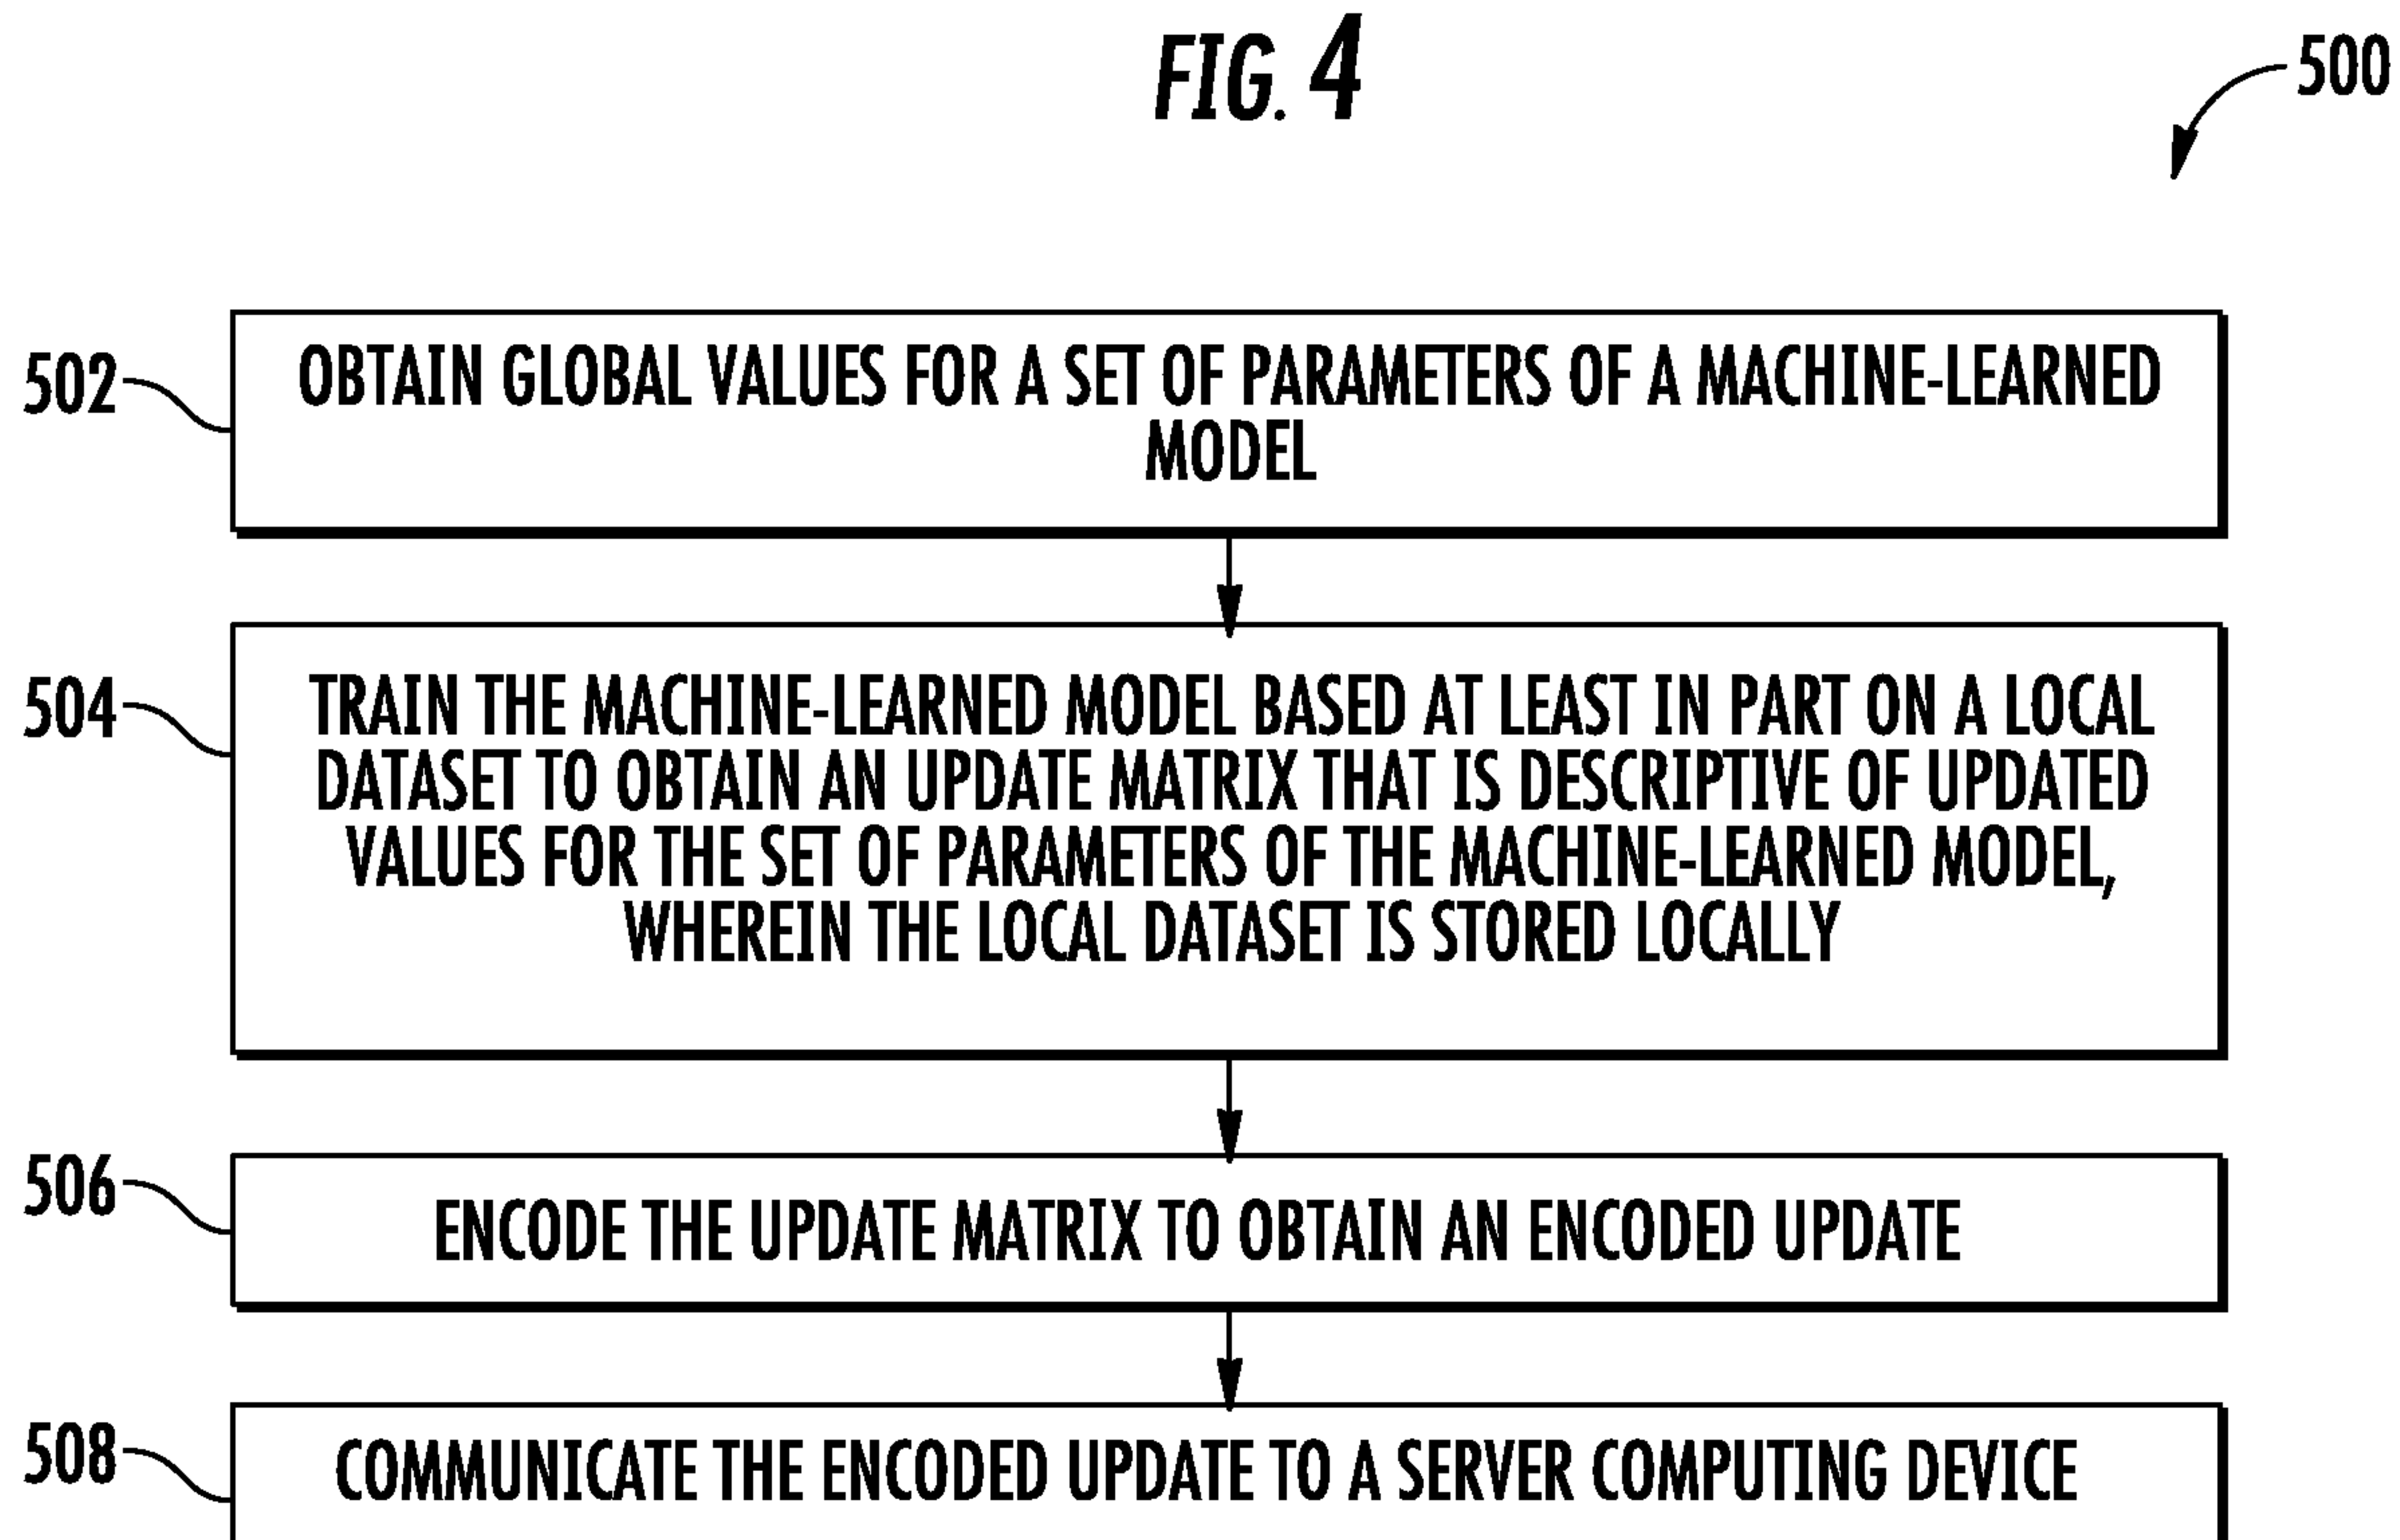 FIG. 4
500
502
OBTAIN GLOBAL VALUES FOR A SET OF PARAMETERS OF A MACHINE-LEARNED
MODEL
504
TRAIN THE MACHINE-LEARNED MODEL BASED AT LEAST IN PART ON A LOCAL
DATASET TO OBTAIN AN UPDATE MATRIX THAT IS DESCRIPTIVE OF UPDATED
VALUES FOR THE SET OF PARAMETERS OF THE MACHINE-LEARNED MODEL,
WHEREIN THE LOCAL DATASET IS STORED LOCALLY
506
ENCODE THE UPDATE MATRIX TO OBTAIN AN ENCODED UPDATE
508
COMMUNICATE THE ENCODED UPDATE TO A SERVER COMPUTING DEVICE